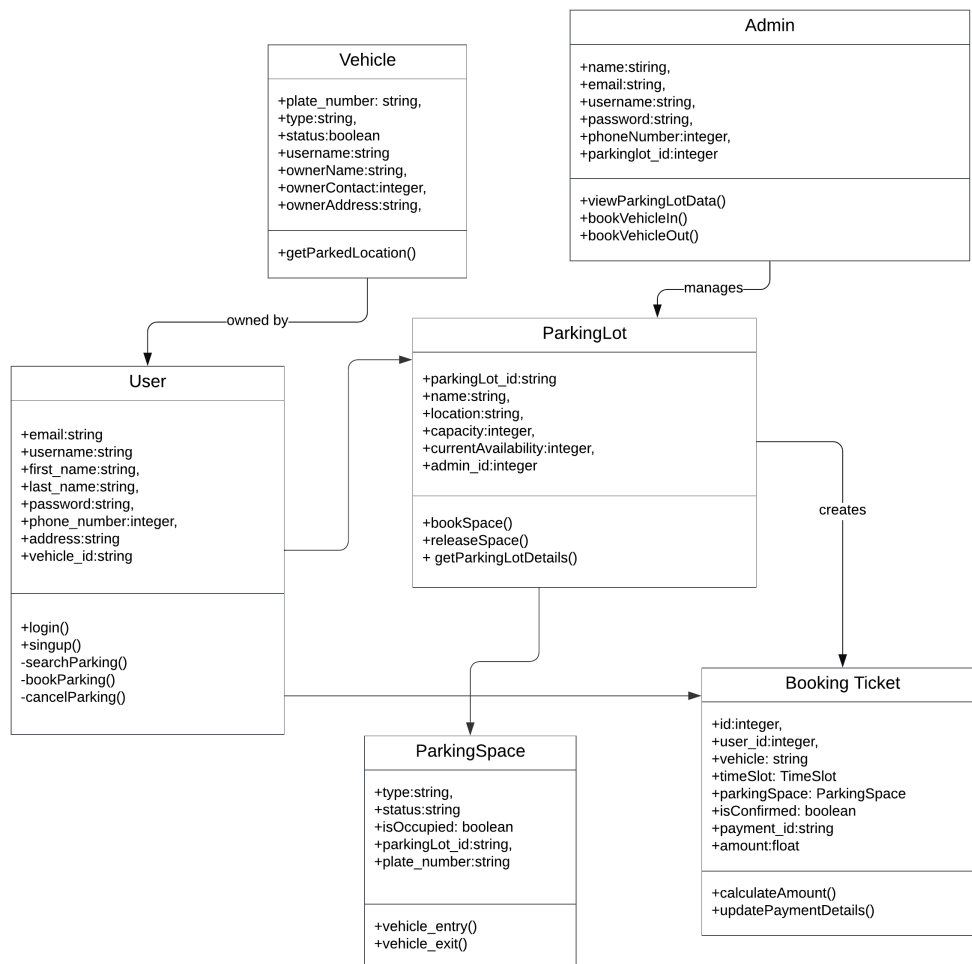 Admin
+name:stiring,
+email:string,
+username:string,
+password:string,
+phoneNumber:integer,
+parkinglot_id:integer
+viewParkingLotData()
+bookVehicleIn()
+bookVehicleOut()
Vehicle
+plate_number: string,
+type:string,
+status:boolean
+username:string
+ownerName:string,
+ownerContact:integer,
+ownerAddress:string,
+getParkedLocation()
manages
owned by
ParkingLot
+parkingLot_id:string
+name:string,
+location:string,
+capacity:integer,
+currentAvailability:integer,
+admin_id:integer
+bookSpace()
+releaseSpace()
+ getParkingLotDetails()
User
+email:string
+username:string
+first_name:string,
+last_name:string,
+password:string,
+phone_number:integer,
+address:string
+vehicle_id:string
+login()
+singup()
-searchParking()
-bookParking()
-cancelParking()
creates
Booking Ticket
+id:integer,
+user_id:integer,
+vehicle: string
+timeSlot: TimeSlot
+parkingSpace: ParkingSpace
+isConfirmed: boolean
+payment_id:string
+amount:float
+calculateAmount()
+updatePaymentDetails()
ParkingSpace
+type:string,
+status:string
+isOccupied: boolean
+parkingLot_id:string,
+plate_number:string
+vehicle_entry()
+vehicle_exit()